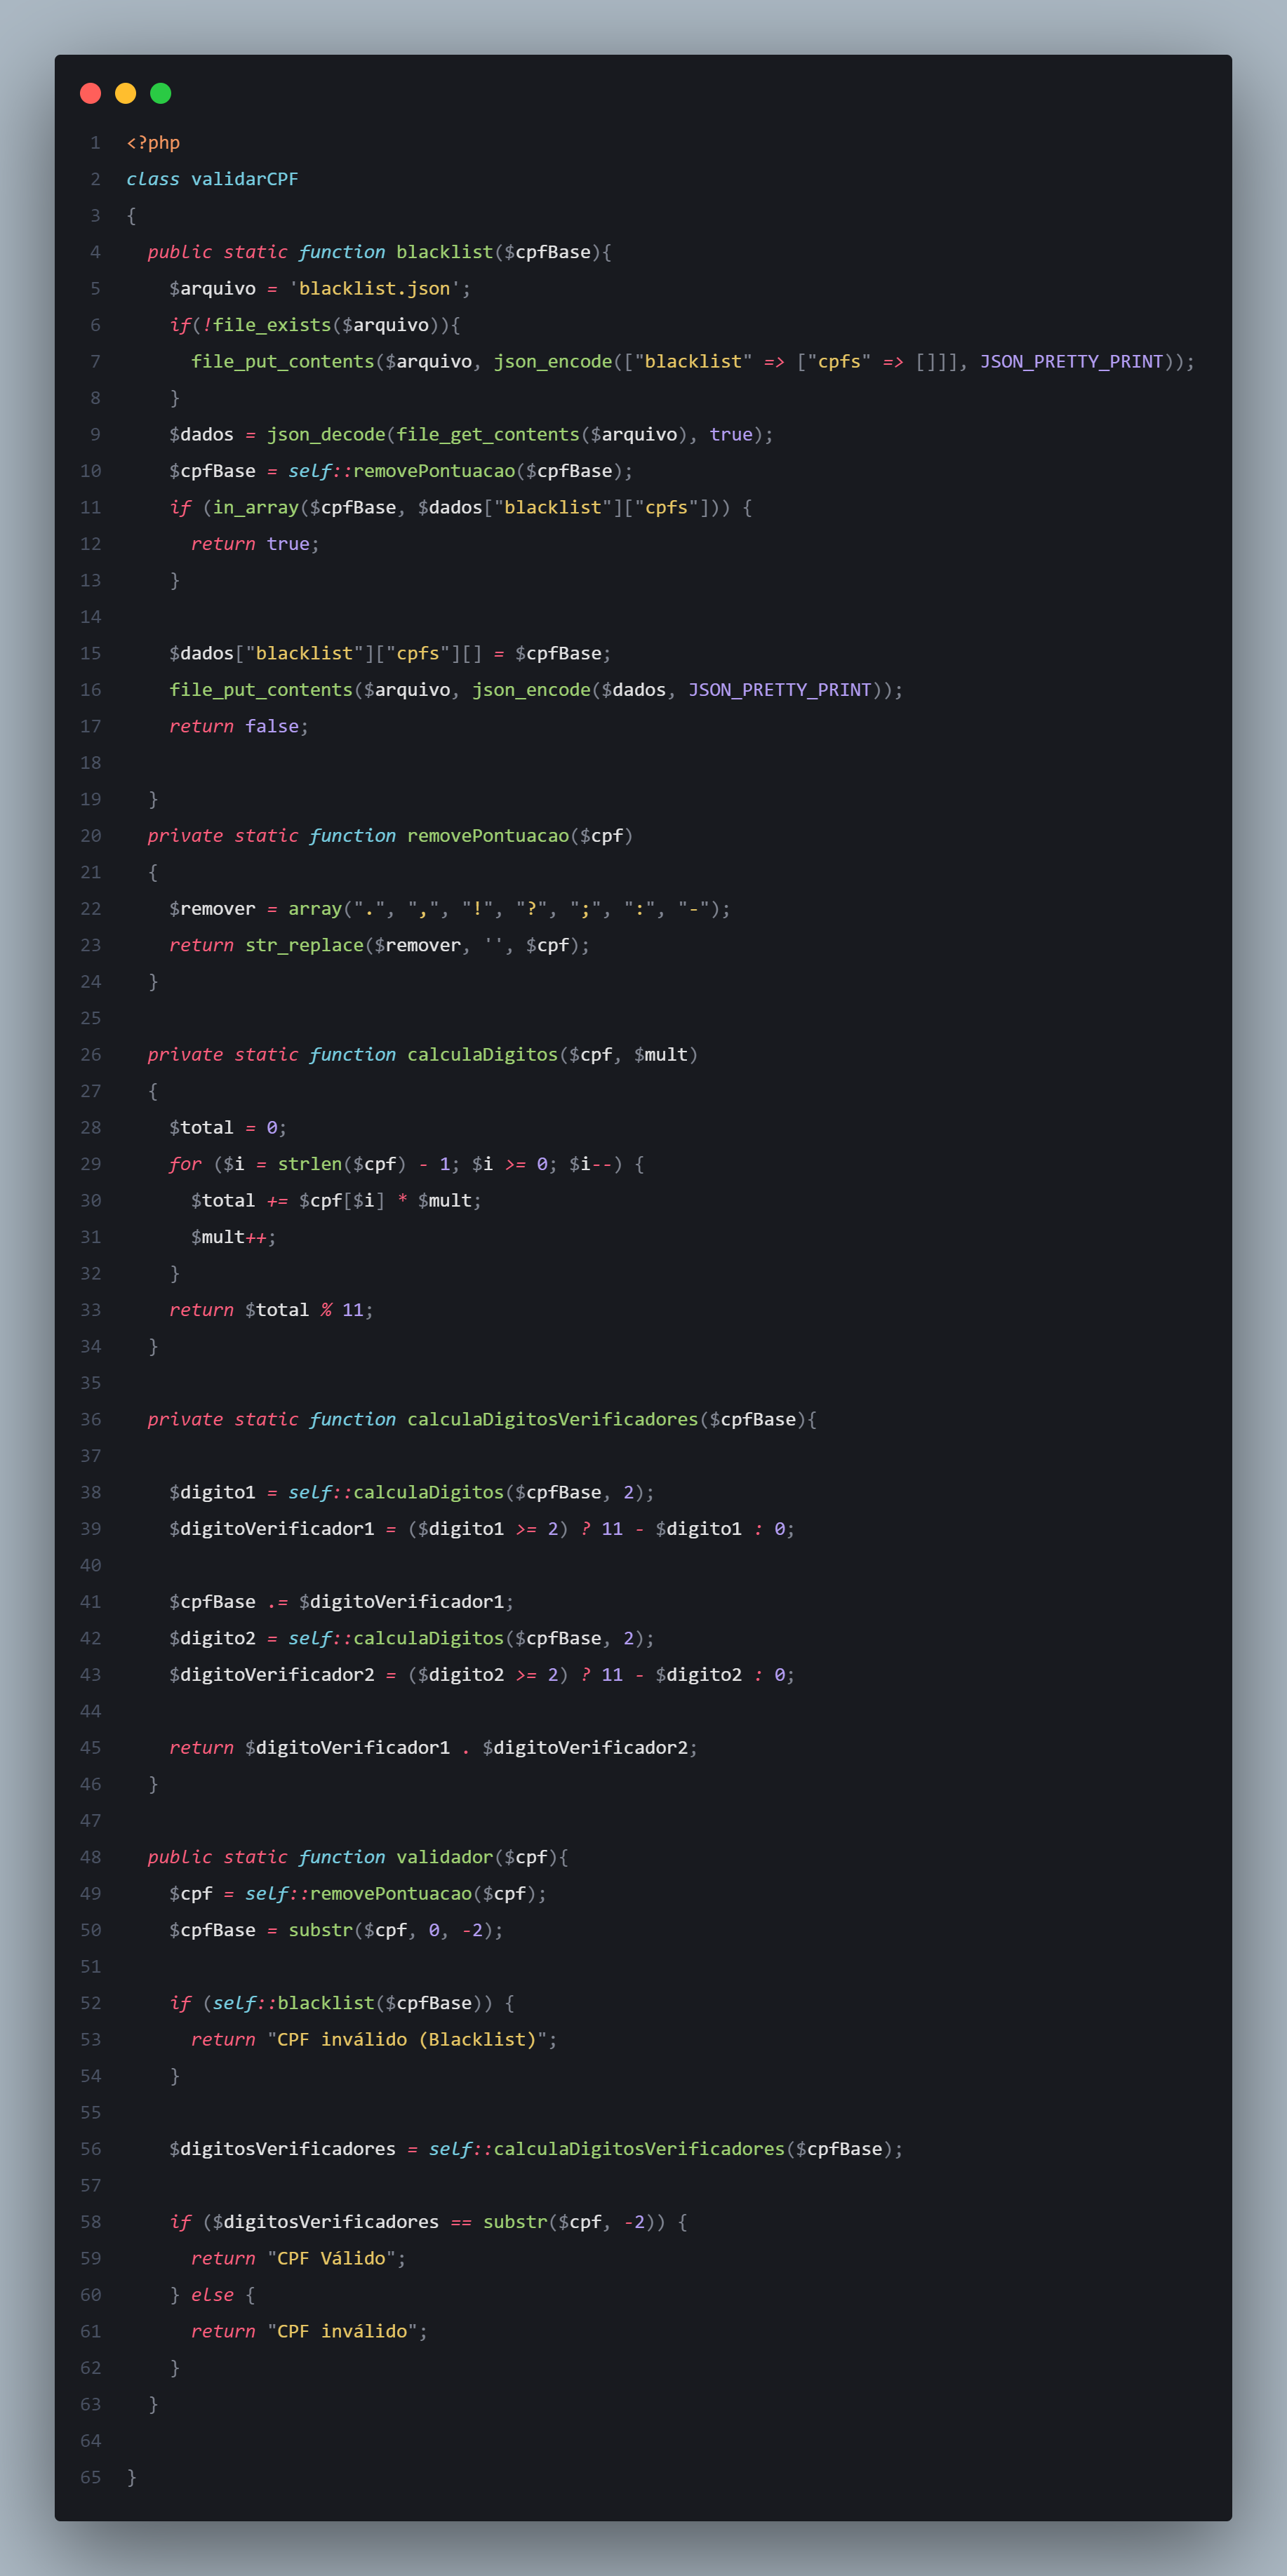 1 <?php
2 class validarCPF
3 {
4   public static function blacklist($cpfBase){
5     $arquivo = 'blacklist.json';
6     if(!file_exists($arquivo)){
7       file_put_contents($arquivo, json_encode(["blacklist" => ["cpfs" => []]], JSON_PRETTY_PRINT));
8     }
9     $dados = json_decode(file_get_contents($arquivo), true);
10     $cpfBase = self::removePontuacao($cpfBase);
11     if (in_array($cpfBase, $dados["blacklist"]["cpfs"])) {
12       return true;
13     }
14
15     $dados["blacklist"]["cpfs"][] = $cpfBase;
16     file_put_contents($arquivo, json_encode($dados, JSON_PRETTY_PRINT));
17     return false;
18
19   }
20   private static function removePontuacao($cpf)
21   {
22     $remover = array(".", ",", "!", "?", ";", ":", "-");
23     return str_replace($remover, '', $cpf);
24   }
25
26   private static function calculaDigitos($cpf, $mult)
27   {
28     $total = 0;
29     for ($i = strlen($cpf) - 1; $i >= 0; $i--) {
30       $total += $cpf[$i] * $mult;
31       $mult++;
32     }
33     return $total % 11;
34   }
35
36   private static function calculaDigitosVerificadores($cpfBase){
37
38     $digito1 = self::calculaDigitos($cpfBase, 2);
39     $digitoVerificador1 = ($digito1 >= 2) ? 11 - $digito1 : 0;
40
41     $cpfBase .= $digitoVerificador1;
42     $digito2 = self::calculaDigitos($cpfBase, 2);
43     $digitoVerificador2 = ($digito2 >= 2) ? 11 - $digito2 : 0;
44
45     return $digitoVerificador1 . $digitoVerificador2;
46   }
47
48   public static function validador($cpf){
49     $cpf = self::removePontuacao($cpf);
50     $cpfBase = substr($cpf, 0, -2);
51
52     if (self::blacklist($cpfBase)) {
53       return "CPF inválido (Blacklist)";
54     }
55
56     $digitosVerificadores = self::calculaDigitosVerificadores($cpfBase);
57
58     if ($digitosVerificadores == substr($cpf, -2)) {
59       return "CPF Válido";
60     } else {
61       return "CPF inválido";
62     }
63   }
64
65 }